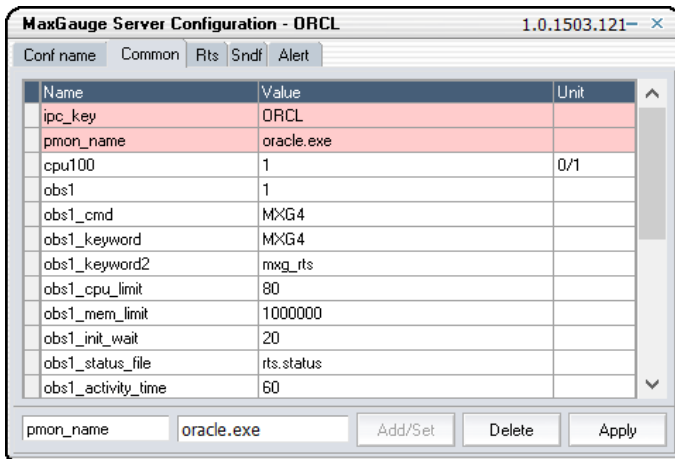 MaxGauge Server Configuration - ORCL 1.0.1503.121
Conf name Common Rts Sndf Alert
Name Value Unit
ipc_key ORCL
pmon_name oracle.exe
cpu100 1 0/1
obs1 1
obs1_cmd MXG4
obs1_keyword MXG4
obs1_keyword2 mxg_rts
obs1_cpu_limit 80
obs1_mem_limit 1000000
obs1_init_wait 20
obs1_status_file rts.status
obs1_activity_time 60
pmon_name oracle.exe Add/Set Delete Apply